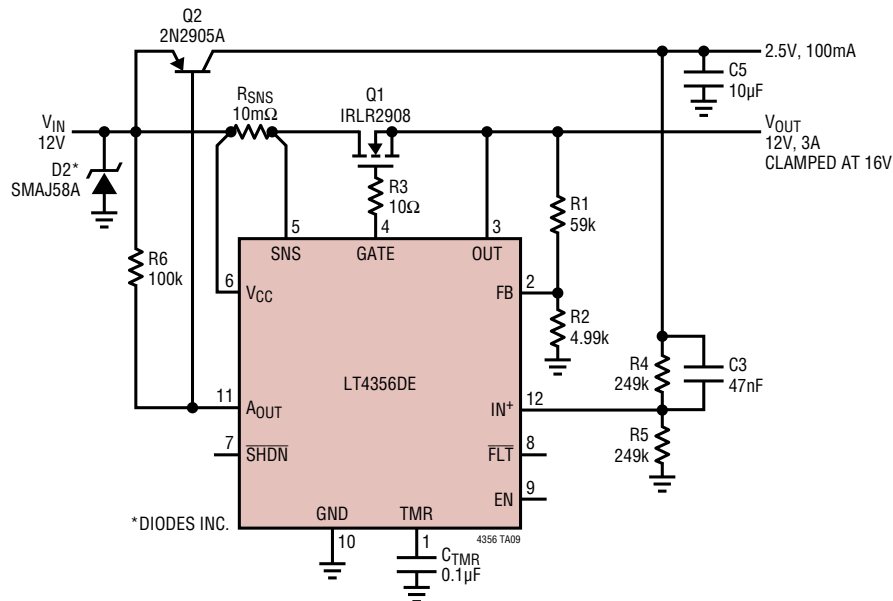 Q2
2N2905A
2.5V, 100mA
C5
10µF
RSNS
10mΩ
Q1
IRLR2908
VIN
12V
VOUT
12V, 3A
CLAMPED AT 16V
D2*
SMAJ58A
R3
10Ω
R1
59k
5
4
3
SNS
GATE
OUT
R6
100k
6
VCC
FB
2
R2
4.99k
LT4356DE
R4
249k
C3
47nF
11
AOUT
IN+
12
7
SHDN
FLT
8
R5
249k
EN
9
*DIODES INC.
GND
TMR
4356 TA09
10
1
CTMR
0.1µF